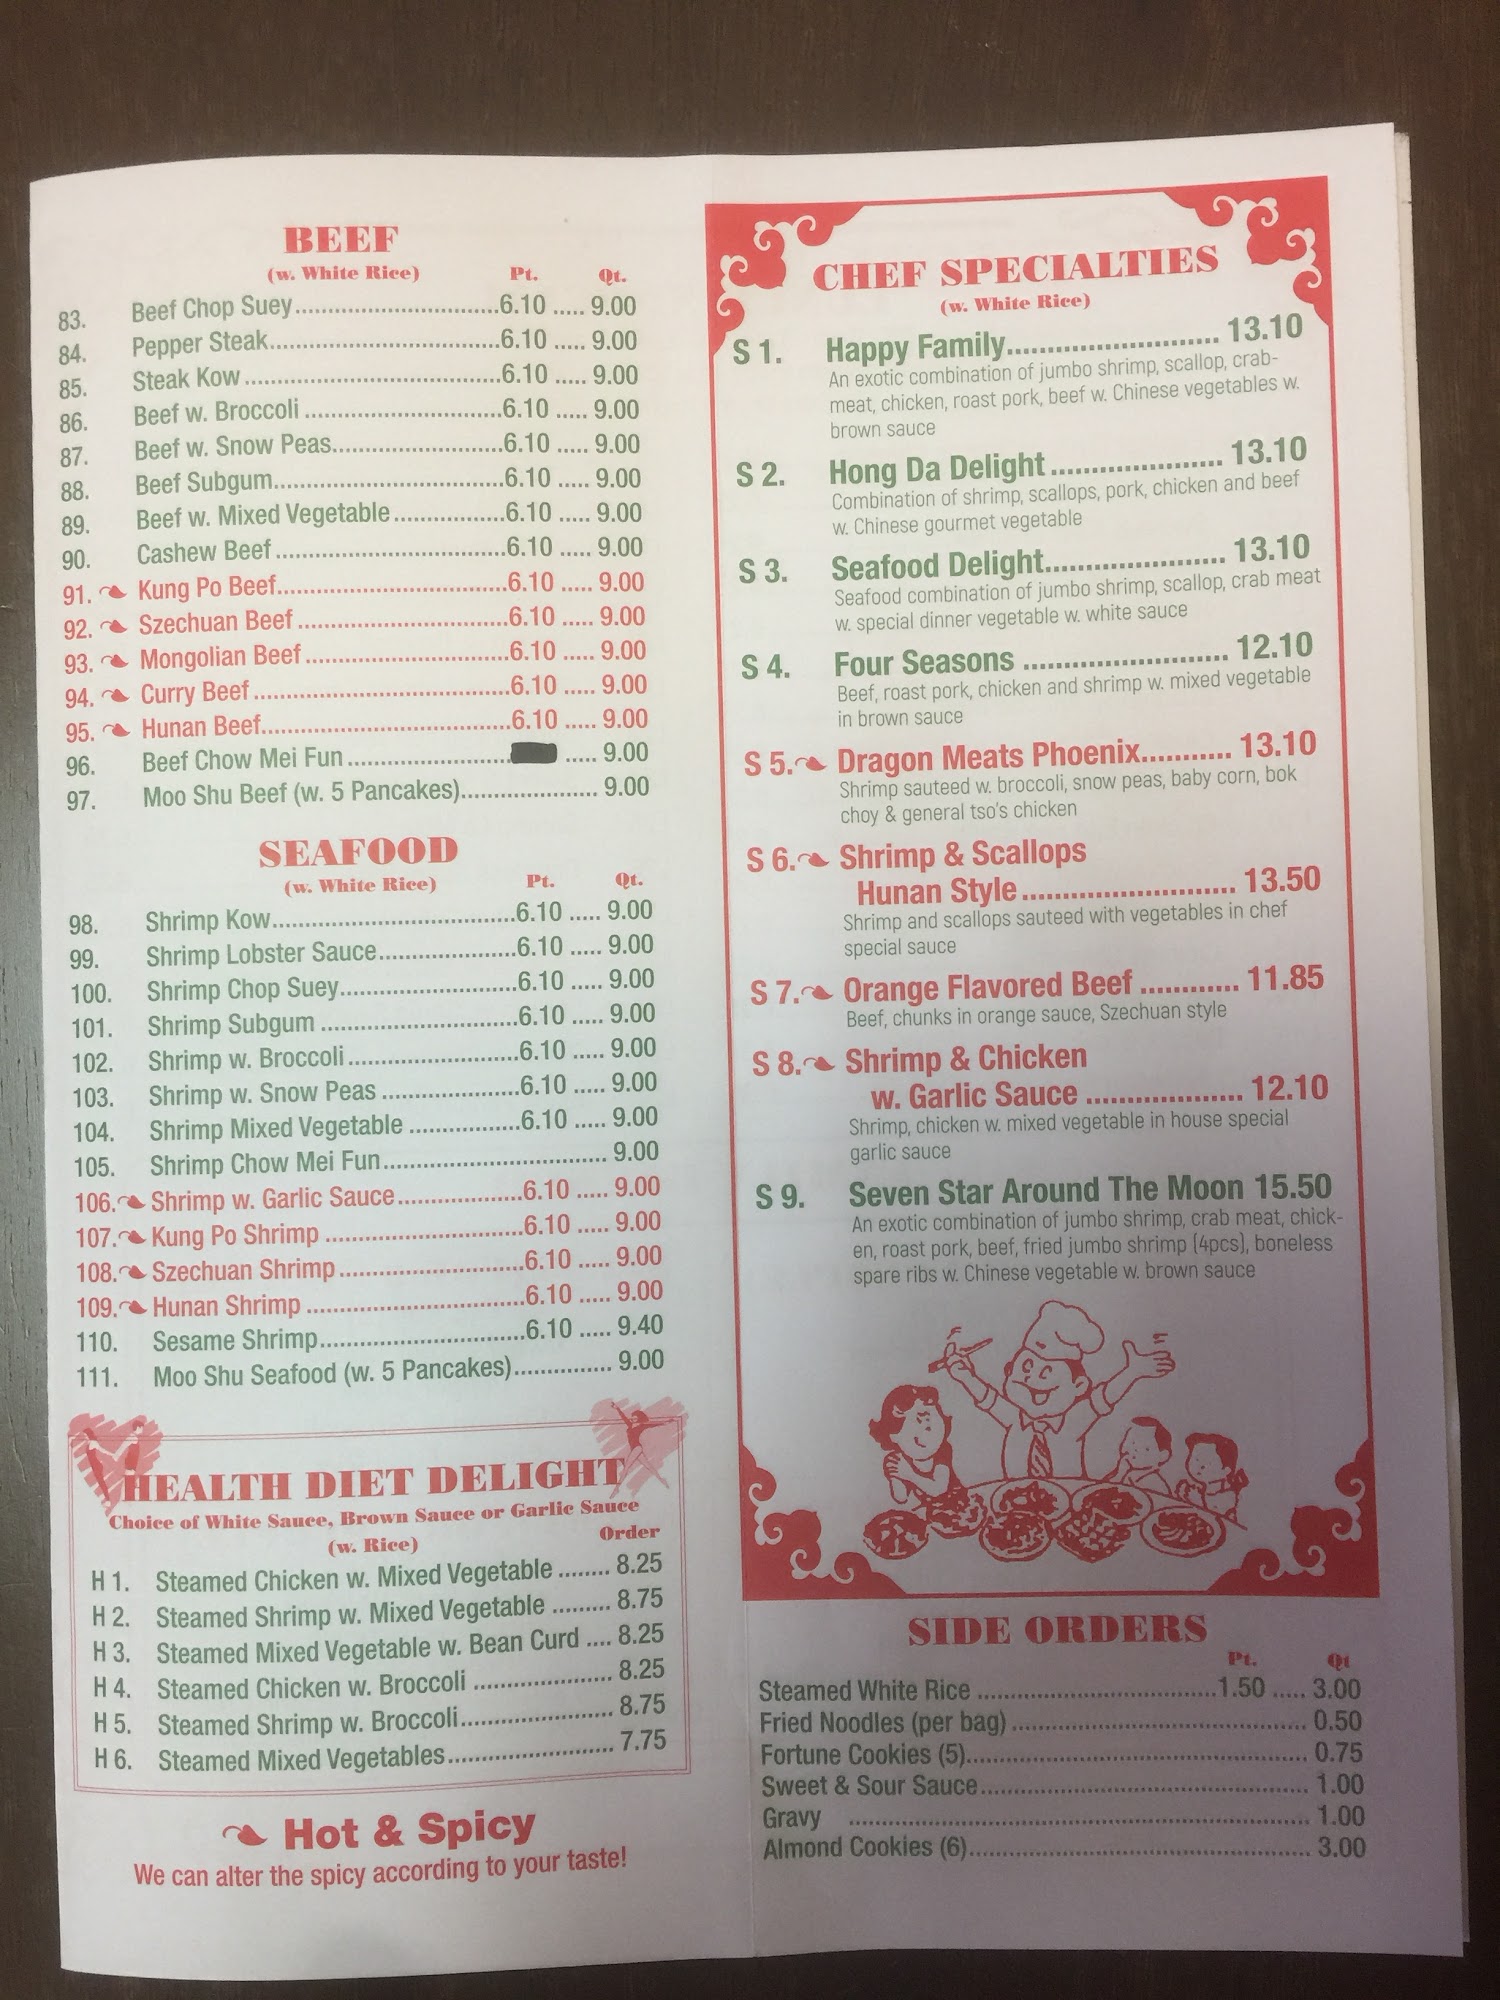 BEEF
(w. White Rice) Pt. Qt.
83. Beef Chop Suey 6.10 9.00
84. Pepper Steak 6.10 9.00
85. Steak Kow 6.10 9.00
86. Beef w. Broccoli 6.10 9.00
87. Beef w. Snow Peas 6.10 9.00
88. Beef Subgum 6.10 9.00
89. Beef w. Mixed Vegetable 6.10 9.00
90. Cashew Beef 6.10 9.00
91. Kung Po Beef 6.10 9.00
92. Szechuan Beef 6.10 9.00
93. Mongolian Beef 6.10 9.00
94. Curry Beef 6.10 9.00
95. Hunan Beef 6.10 9.00
96. Beef Chow Mei Fun 9.00
97. Moo Shu Beef (w. 5 Pancakes) 9.00
SEAFOOD
(w. White Rice) Pt. Qt.
98. Shrimp Kow 6.10 9.00
99. Shrimp Lobster Sauce 6.10 9.00
100. Shrimp Chop Suey 6.10 9.00
101. Shrimp Subgum 6.10 9.00
102. Shrimp w. Broccoli 6.10 9.00
103. Shrimp w. Snow Peas 6.10 9.00
104. Shrimp Mixed Vegetable 6.10 9.00
105. Shrimp Chow Mei Fun 9.00
106. Shrimp w. Garlic Sauce 6.10 9.00
107. Kung Po Shrimp 6.10 9.00
108. Szechuan Shrimp 6.10 9.00
109. Hunan Shrimp 6.10 9.00
110. Sesame Shrimp 6.10 9.40
111. Moo Shu Seafood (w. 5 Pancakes) 9.00
HEALTH DIET DELIGHT
Choice of White Sauce, Brown Sauce or Garlic Sauce
(w. Rice) Order
H 1. Steamed Chicken w. Mixed Vegetable 8.25
H 2. Steamed Shrimp w. Mixed Vegetable 8.75
H 3. Steamed Mixed Vegetable w. Bean Curd 8.25
H 4. Steamed Chicken w. Broccoli 8.25
H 5. Steamed Shrimp w. Broccoli 8.75
H 6. Steamed Mixed Vegetables 7.75
Hot & Spicy
We can alter the spicy according to your taste!
CHEF SPECIALTIES
(w. White Rice)
S 1. Happy Family 13.10
An exotic combination of jumbo shrimp, scallop, crab-
meat, chicken, roast pork, beef w. Chinese vegetables w.
brown sauce
S 2. Hong Da Delight 13.10
Combination of shrimp, scallops, pork, chicken and beef
w. Chinese gourmet vegetable
S 3. Seafood Delight 13.10
Seafood combination of jumbo shrimp, scallop, crab meat
w. special dinner vegetable w. white sauce
S 4. Four Seasons 12.10
Beef, roast pork, chicken and shrimp w. mixed vegetable
in brown sauce
S 5. Dragon Meats Phoenix 13.10
Shrimp sauteed w. broccoli, snow peas, baby corn, bok
choy & general tso's chicken
S 6. Shrimp & Scallops
Hunan Style 13.50
Shrimp and scallops sauteed with vegetables in chef
special sauce
S 7. Orange Flavored Beef 11.85
Beef, chunks in orange sauce, Szechuan style
S 8. Shrimp & Chicken
w. Garlic Sauce 12.10
Shrimp, chicken w. mixed vegetable in house special
garlic sauce
S 9. Seven Star Around The Moon 15.50
An exotic combination of jumbo shrimp, crab meat, chick-
en, roast pork, beef, fried jumbo shrimp (4pcs), boneless
spare ribs w. Chinese vegetable w. brown sauce
SIDE ORDERS
Pt. Qt
Steamed White Rice 1.50 3.00
Fried Noodles (per bag) 0.50
Fortune Cookies (5) 0.75
Sweet & Sour Sauce 1.00
Gravy 1.00
Almond Cookies (6) 3.00